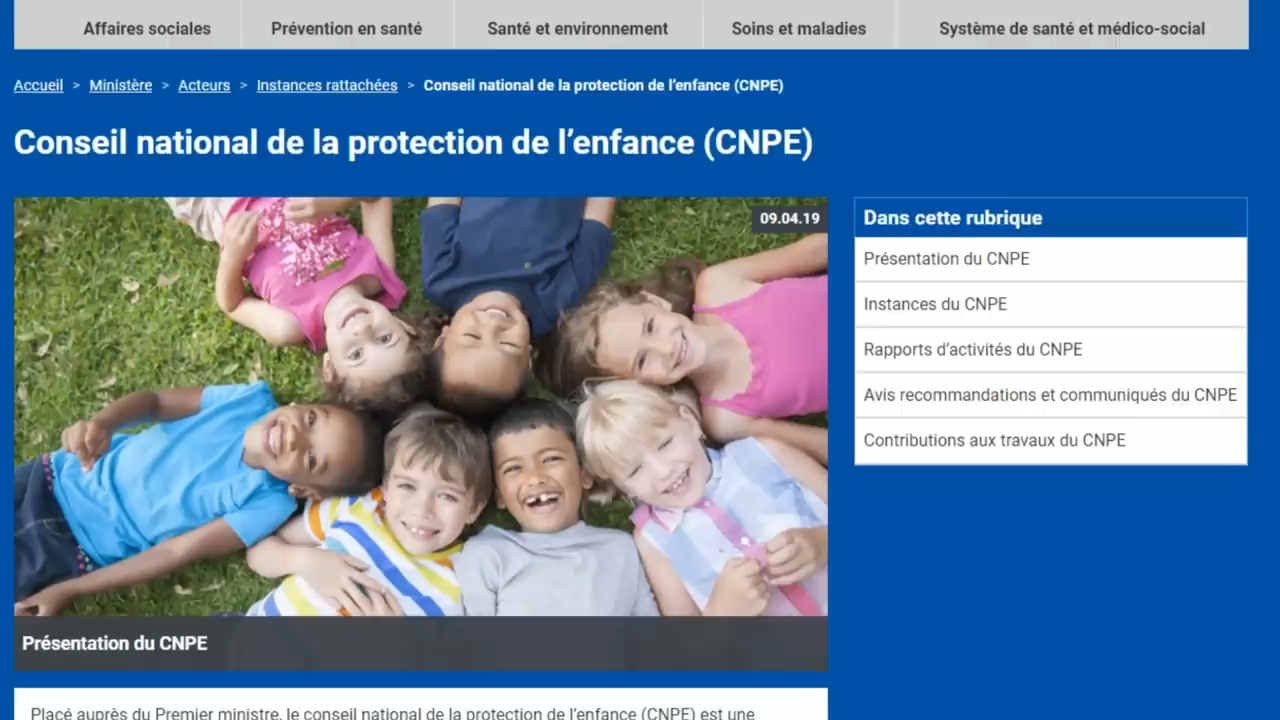 Affaires sociales
Prévention en santé
Santé et environnement
Soins et maladies
Système de santé et médico-social
Accueil > Ministère > Acteurs > Instances rattachées > Conseil national de la protection de l’enfance (CNPE)
Conseil national de la protection de l’enfance (CNPE)
09.04.19
Présentation du CNPE
Placé auprès du Premier ministre, le conseil national de la protection de l’enfance (CNPE) est une
Dans cette rubrique
Présentation du CNPE
Instances du CNPE
Rapports d’activités du CNPE
Avis recommandations et communiqués du CNPE
Contributions aux travaux du CNPE